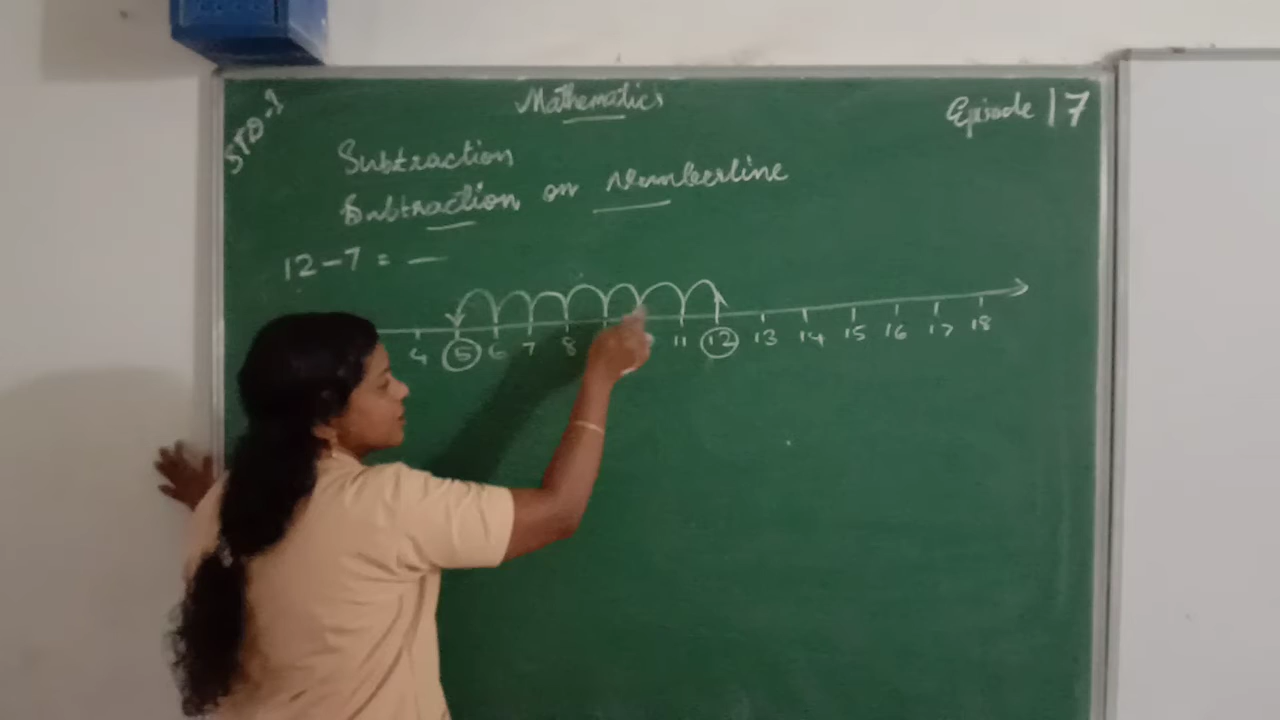 STD-1
Mathematics
Episode 17
Subtraction
Subtraction on Numberline
12-7 = —
4 5 6 7 8 11 12 13 14 15 16 17 18